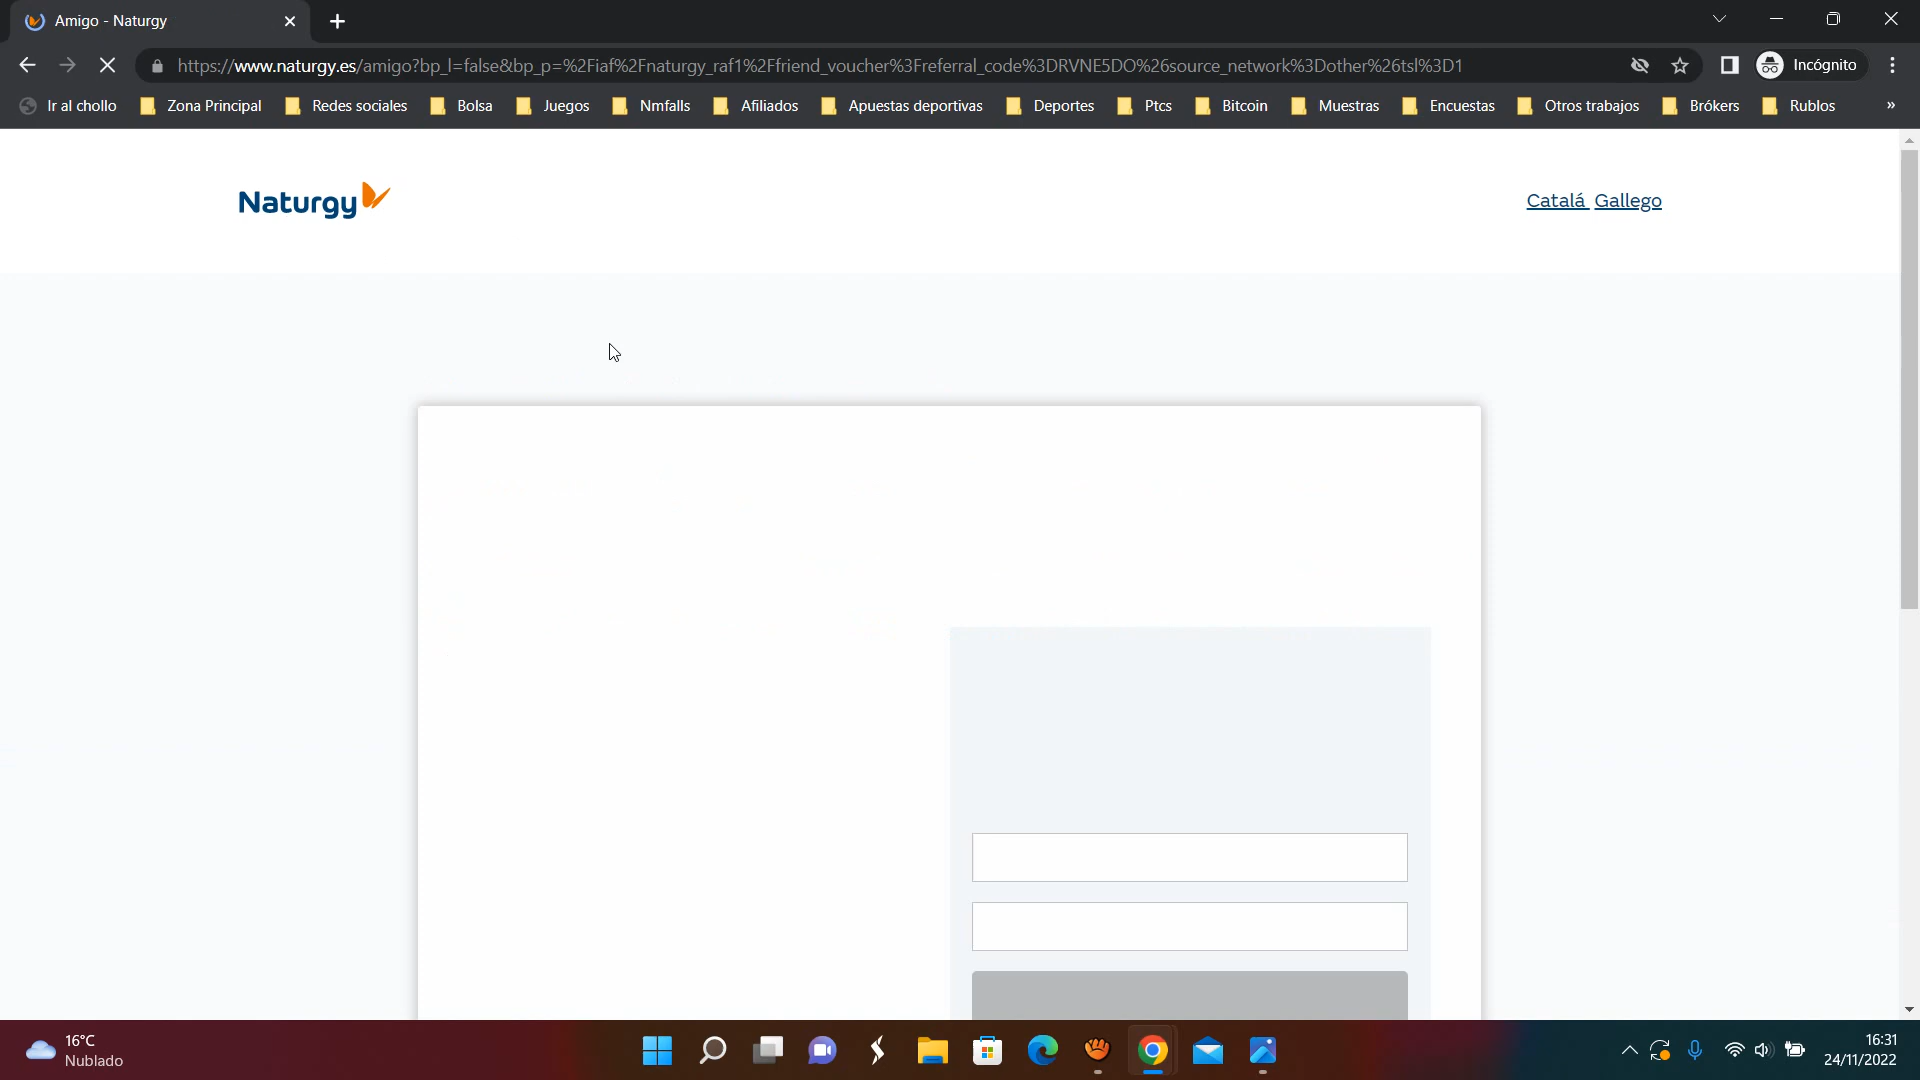 Amigo - Naturgy
https://www.naturgy.es/amigo?bp_l=false&bp_p=%2Fiaf%2Fnaturgy_raf1%2Ffriend_voucher%3Freferral_code%3DRVNE5DO%26source_network%3Dother%26tsl%3D1
Incógnito
Ir al chollo Zona Principal Redes sociales Bolsa Juegos Nmfalls Afiliados Apuestas deportivas Deportes Ptcs Bitcoin Muestras Encuestas Otros trabajos Brókers Rublos »
Naturgy
Catalá Gallego
16°C
Nublado
16:31
24/11/2022